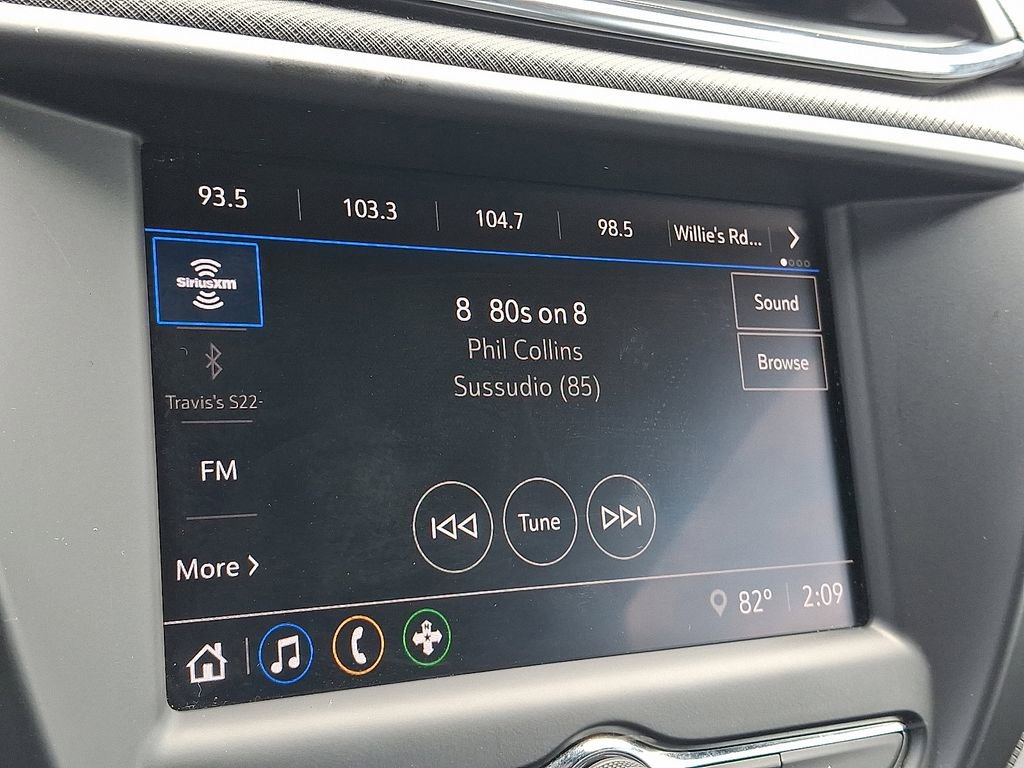 93.5 103.3 104.7 98.5 Willie's Rd...
SiriusXM
8 80s on 8
Phil Collins
Sussudio (85)
Sound
Browse
Travis's S22-
FM
Tune
More
82° 2:09
N